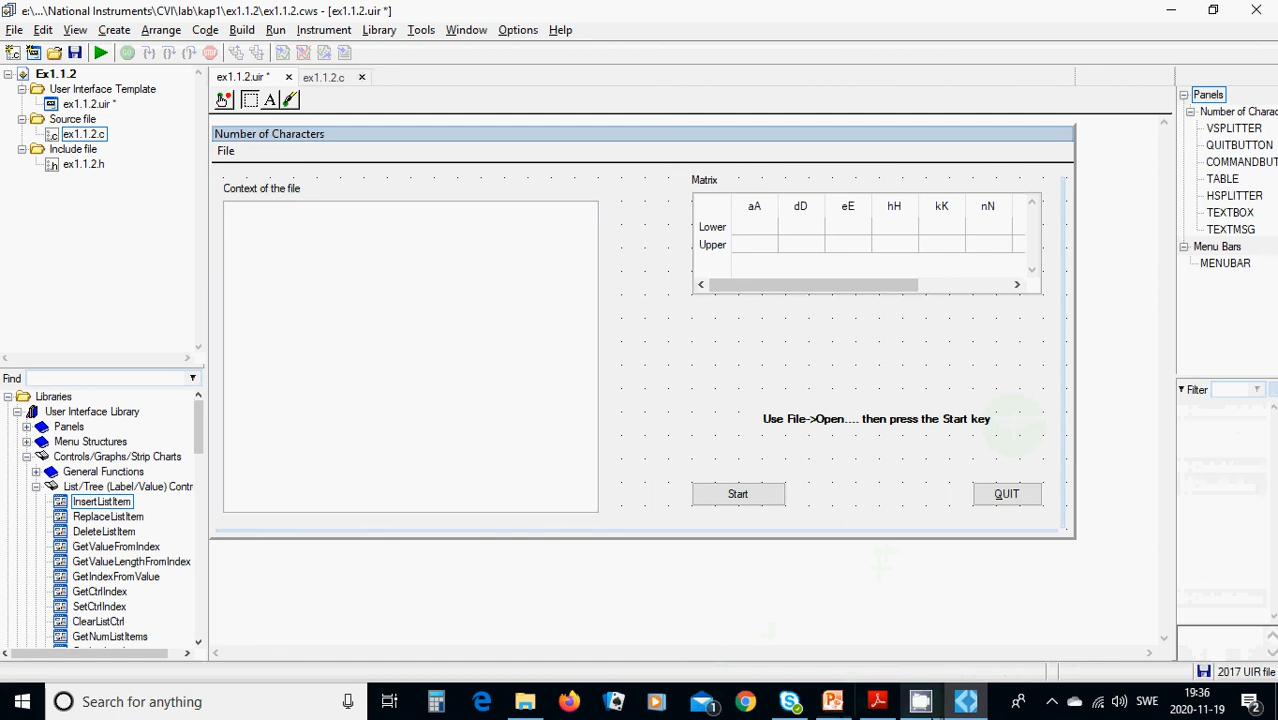 e:\...\National Instruments\CVI\lab\kap1\ex1.1.2\ex1.1.2.cws - [ex1.1.2.uir *]
File Edit View Create Arrange Code Build Run Instrument Library Tools Window Options Help
Ex1.1.2
User Interface Template
ex1.1.2.uir *
Source file
ex1.1.2.c
Include file
ex1.1.2.h
Find
Libraries
User Interface Library
Panels
Menu Structures
Controls/Graphs/Strip Charts
General Functions
List/Tree (Label/Value) Contr
InsertListItem
ReplaceListItem
DeleteListItem
GetValueFromIndex
GetValueLengthFromIndex
GetIndexFromValue
GetCtrlIndex
SetCtrlIndex
ClearListCtrl
GetNumListItems
ex1.1.2.uir * ex1.1.2.c
A
Number of Characters
File
Context of the file
Matrix
aA dD eE hH kK nN
Lower
Upper
Use File->Open.... then press the Start key
Start QUIT
Panels
Number of Charac
VSPLITTER
QUITBUTTON
COMMANDBUT
TABLE
HSPLITTER
TEXTBOX
TEXTMSG
Menu Bars
MENUBAR
Filter
2017 UIR file
Search for anything
1
SWE
19:36
2020-11-19
2